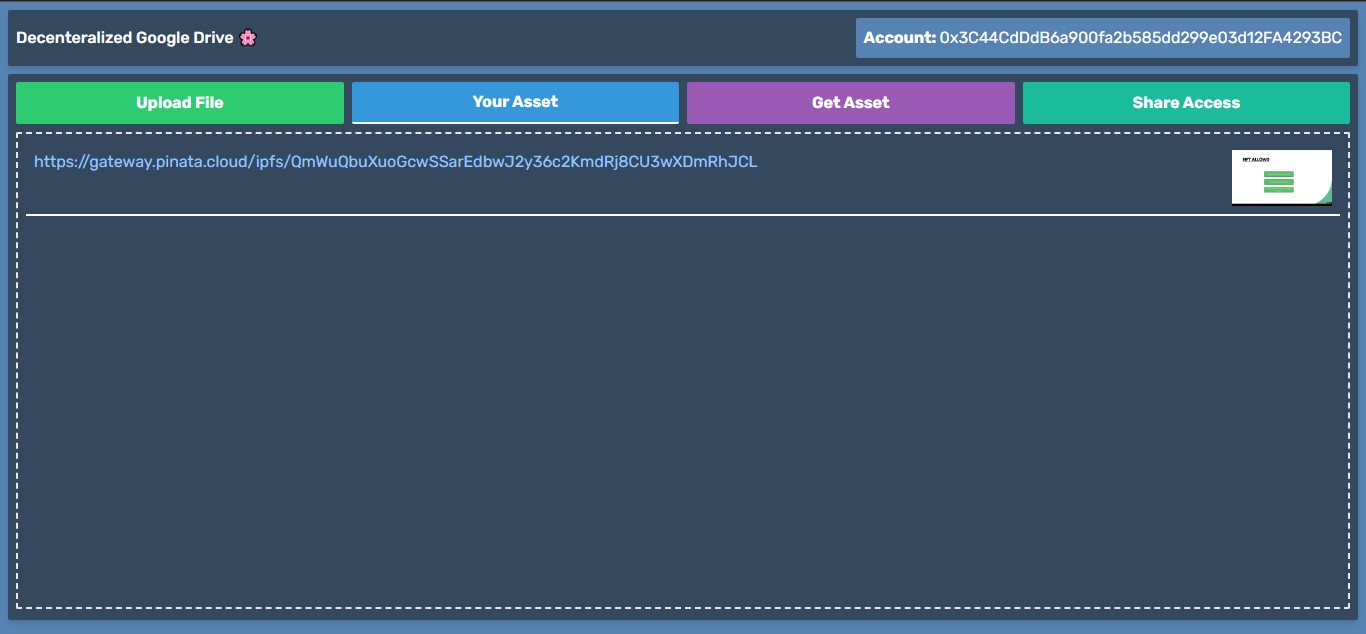 Decenteralized Google Drive 🌸
Account: 0x3C44CdDdB6a900fa2b585dd299e03d12FA4293BC
Upload File
Your Asset
Get Asset
Share Access
https://gateway.pinata.cloud/ipfs/QmWuQbuXuoGcwSSarEdbwJ2y36c2KmdRj8CU3wXDmRhJCL
NFT ALLOWS